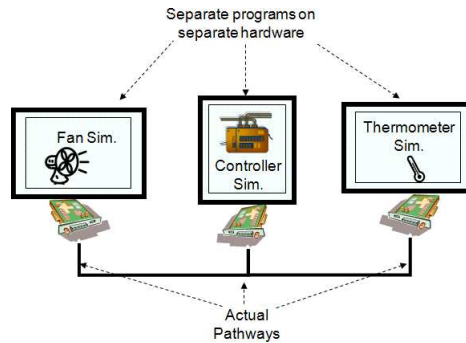 Separate programs on
separate hardware
Fan Sim.
Controller
Sim.
Thermometer
Sim.
Actual
Pathways